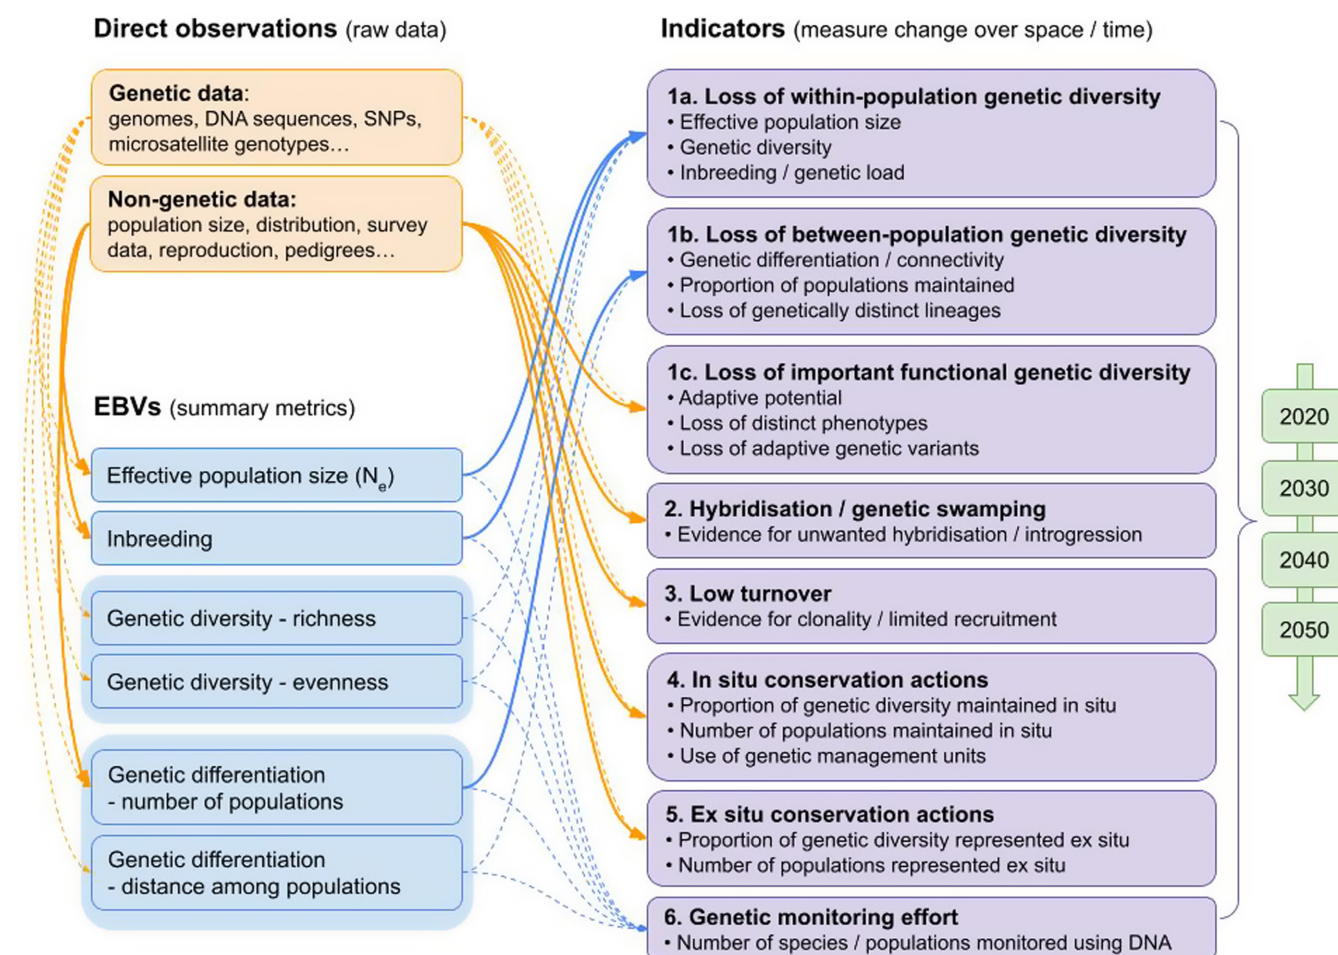 Direct observations (raw data)
Genetic data:
genomes, DNA sequences, SNPs,
microsatellite genotypes…
Non-genetic data:
population size, distribution, survey
data, reproduction, pedigrees…
EBVs (summary metrics)
Effective population size (Ne)
Inbreeding
Genetic diversity - richness
Genetic diversity - evenness
Genetic differentiation
- number of populations
Genetic differentiation
- distance among populations
Indicators (measure change over space / time)
1a. Loss of within-population genetic diversity
• Effective population size
• Genetic diversity
• Inbreeding / genetic load
1b. Loss of between-population genetic diversity
• Genetic differentiation / connectivity
• Proportion of populations maintained
• Loss of genetically distinct lineages
1c. Loss of important functional genetic diversity
• Adaptive potential
• Loss of distinct phenotypes
• Loss of adaptive genetic variants
2. Hybridisation / genetic swamping
• Evidence for unwanted hybridisation / introgression
3. Low turnover
• Evidence for clonality / limited recruitment
4. In situ conservation actions
• Proportion of genetic diversity maintained in situ
• Number of populations maintained in situ
• Use of genetic management units
5. Ex situ conservation actions
• Proportion of genetic diversity represented ex situ
• Number of populations represented ex situ
6. Genetic monitoring effort
• Number of species / populations monitored using DNA
2020
2030
2040
2050